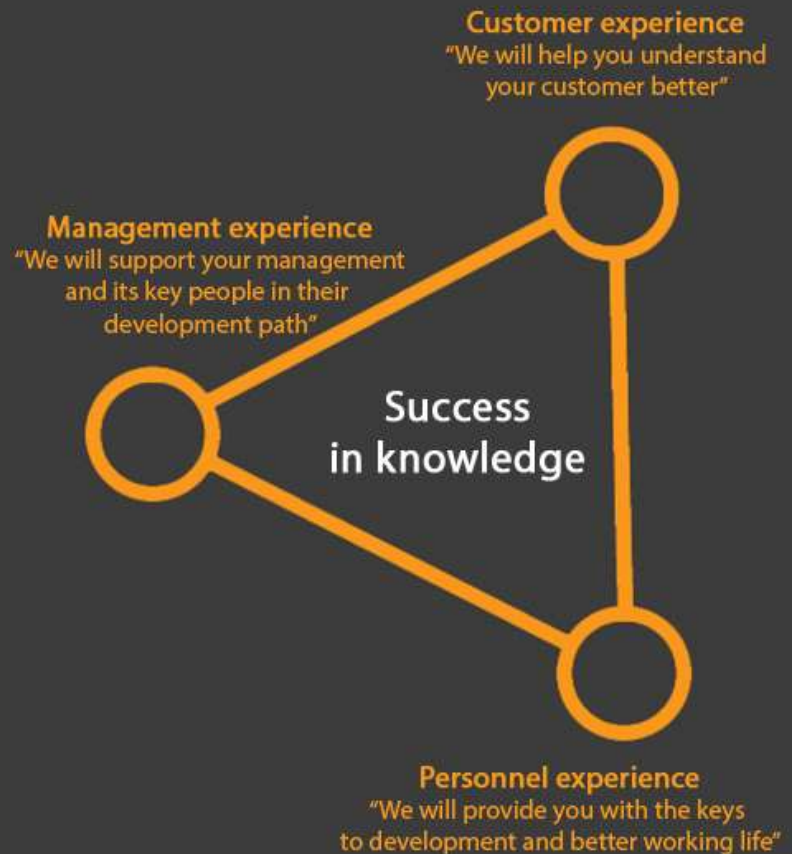 Customer experience
“We will help you understand
your customer better”
Management experience
“We will support your management
and its key people in their
development path”
Success
in knowledge
Personnel experience
“We will provide you with the keys
to development and better working life”